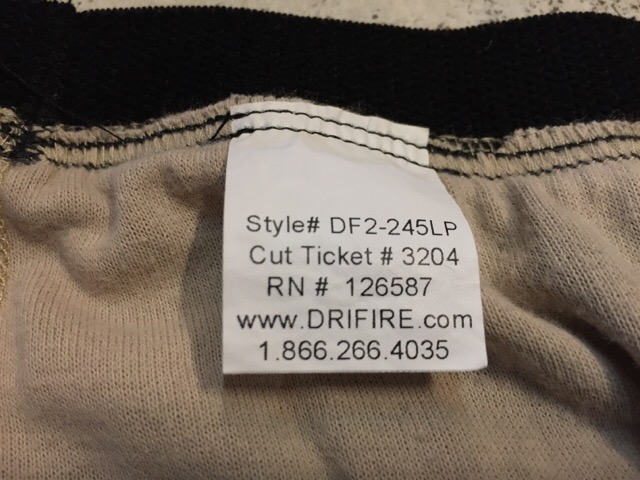 Style# DF2-245LP
Cut Ticket # 3204
RN # 126587
www.DRIFIRE.com
1.866.266.4035